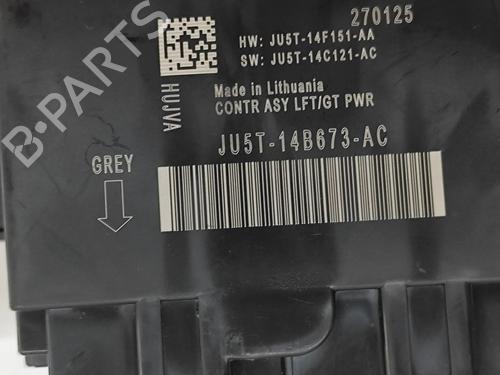 270125
HW: JU5T-14F151-AA
SW: JU5T-14C121-AC
HUJVA
Made in Lithuania
CONTR ASY LFT/GT PWR
JU5T-14B673-AC
GREY
B-PARTS